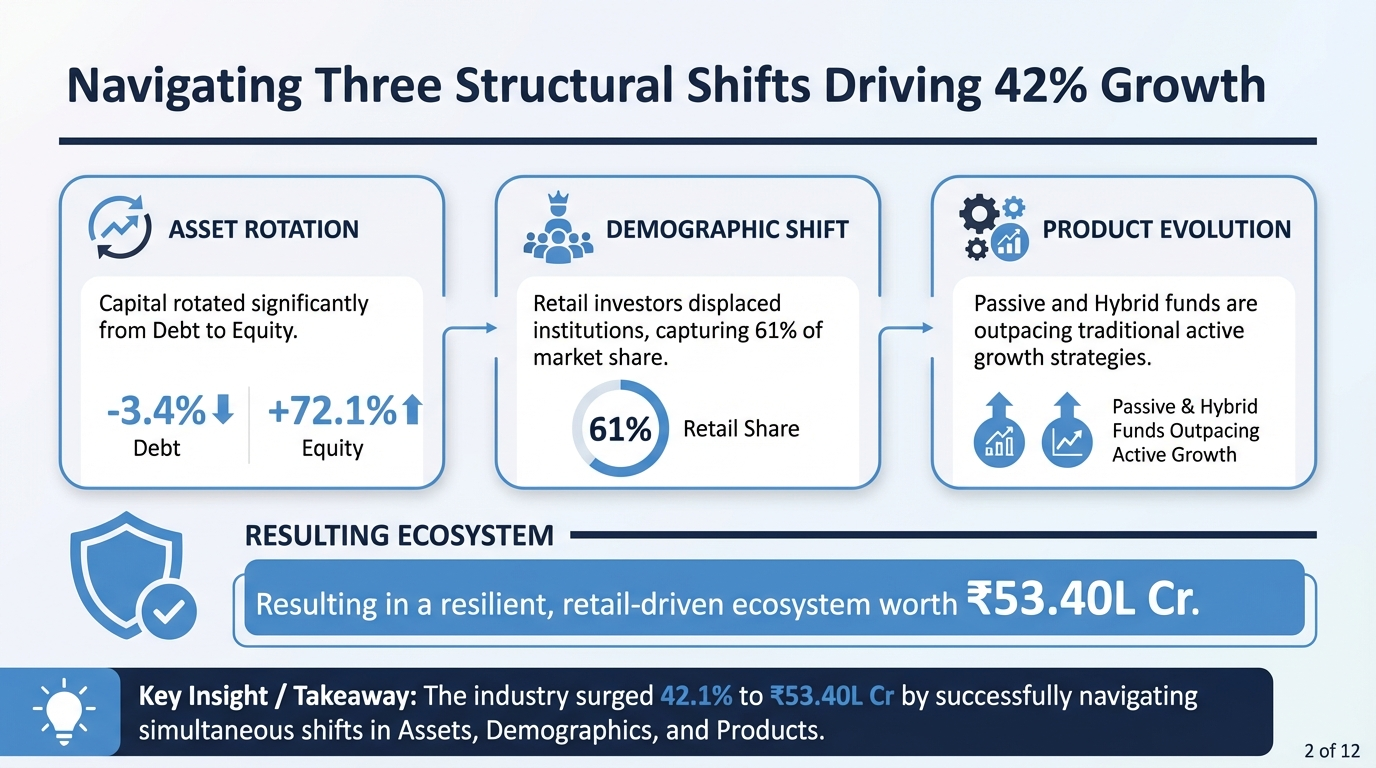 Navigating Three Structural Shifts Driving 42% Growth
ASSET ROTATION
Capital rotated significantly
from Debt to Equity.
-3.4%
Debt
+72.1%
Equity
DEMOGRAPHIC SHIFT
Retail investors displaced
institutions, capturing 61% of
market share.
61%
Retail Share
PRODUCT EVOLUTION
Passive and Hybrid funds are
outpacing traditional active
growth strategies.
Passive & Hybrid
Funds Outpacing
Active Growth
RESULTING ECOSYSTEM
Resulting in a resilient, retail-driven ecosystem worth ₹53.40L Cr.
Key Insight / Takeaway: The industry surged 42.1% to ₹53.40L Cr by successfully navigating
simultaneous shifts in Assets, Demographics, and Products.
2 of 12